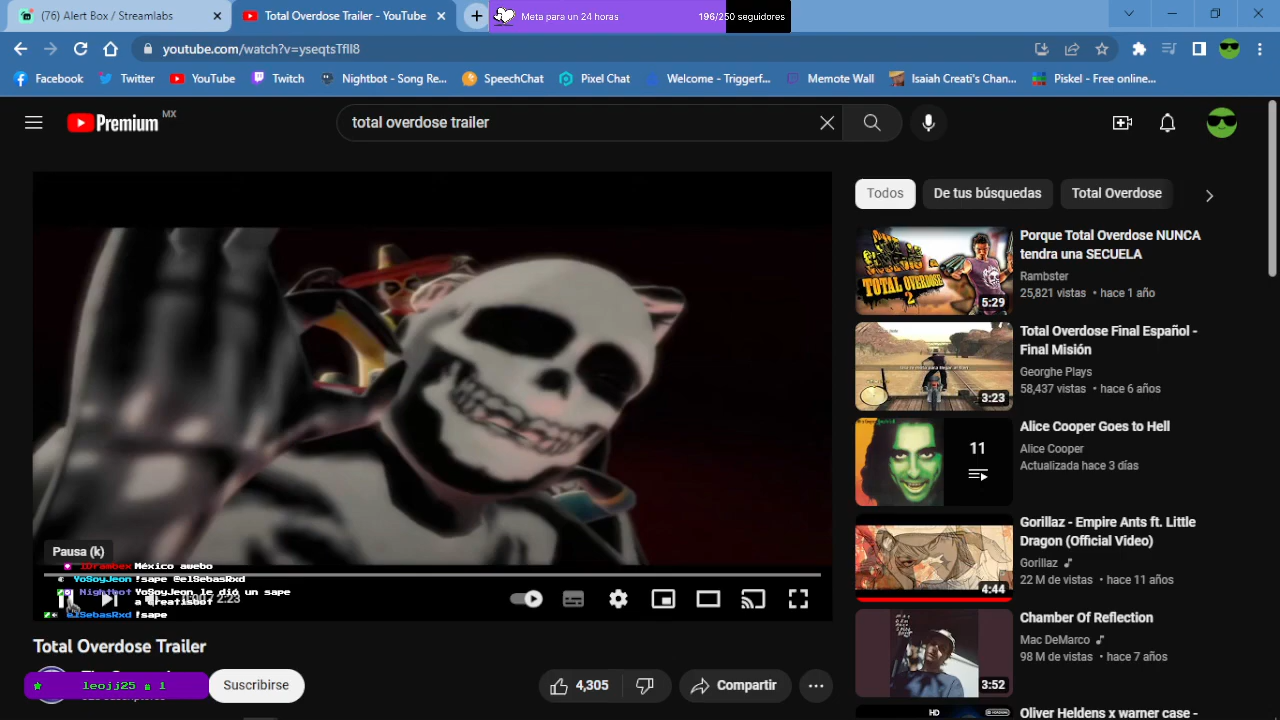 (76) Alert Box / Streamlabs
Total Overdose Trailer - YouTube
Meta para un 24 horas
196/250 seguidores
youtube.com/watch?v=yseqtsTfll8
Facebook
Twitter
YouTube
Twitch
Nightbot - Song Re...
SpeechChat
Pixel Chat
Welcome - Triggerf...
Memote Wall
Isaiah Creati's Chan...
Piskel - Free online...
Premium MX
total overdose trailer
Todos
De tus búsquedas
Total Overdose
Porque Total Overdose NUNCA
tendra una SECUELA
Rambster
25,821 vistas • hace 1 año
5:29
Total Overdose Final Español -
Final Misión
Georghe Plays
58,437 vistas • hace 6 años
3:23
Alice Cooper Goes to Hell
Alice Cooper
Actualizada hace 3 días
11
Gorillaz - Empire Ants ft. Little
Dragon (Official Video)
Gorillaz
22 M de vistas • hace 11 años
4:44
Chamber Of Reflection
Mac DeMarco
98 M de vistas • hace 7 años
3:52
Oliver Heldens x warner case -
HD
Pausa (k)
IDrambex México awebo
YoSoyJeon !sape @elSebasRxd
Nightbot YoSoyJeon le dió un sape
a Creatisbot
elSebasRxd !sape
2:23
Total Overdose Trailer
leojj25 1
Suscribirse
4,305
Compartir